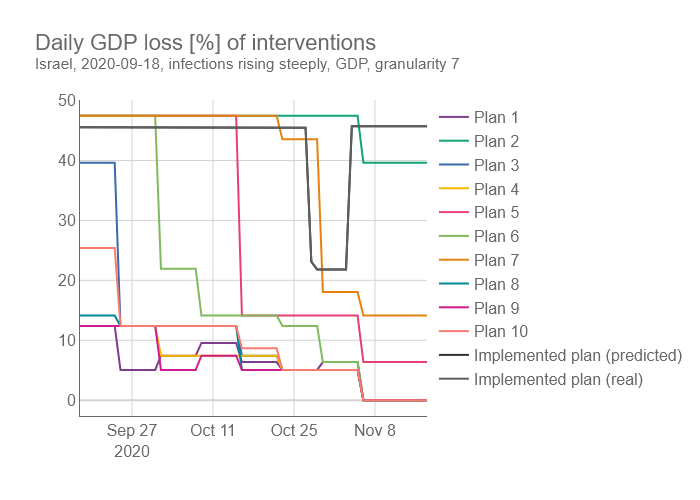 Daily GDP loss [%] of interventions
Israel, 2020-09-18, infections rising steeply, GDP, granularity 7
50
40
30
20
10
0
Sep 27
2020
Oct 11
Oct 25
Nov 8
Plan 1
Plan 2
Plan 3
Plan 4
Plan 5
Plan 6
Plan 7
Plan 8
Plan 9
Plan 10
Implemented plan (predicted)
Implemented plan (real)